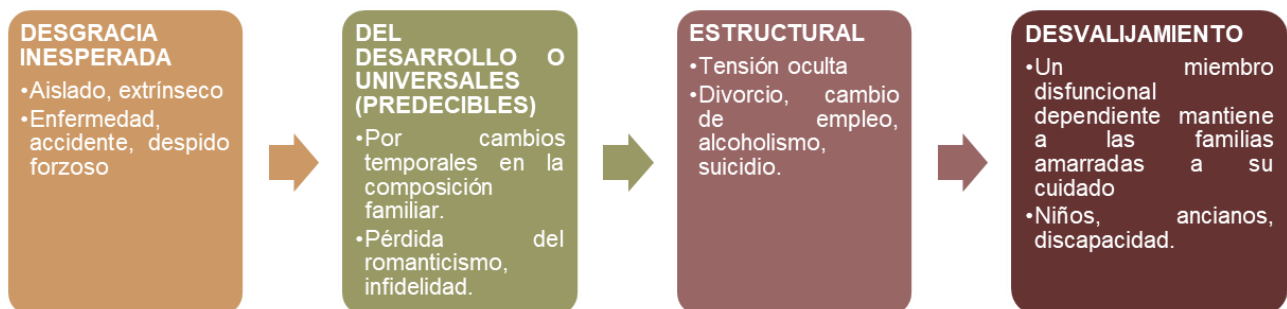 DESGRACIA
INESPERADA
•Aislado, extrínseco
•Enfermedad,
accidente, despido
forzoso
DEL
DESARROLLO O
UNIVERSALES
(PREDECIBLES)
•Por cambios
temporales en la
composición
familiar.
•Pérdida del
romanticismo,
infidelidad.
ESTRUCTURAL
•Tensión oculta
•Divorcio, cambio
de empleo,
alcoholismo,
suicidio.
DESVALIJAMIENTO
•Un miembro
disfuncional
dependiente mantiene
a las familias
amarradas a su
cuidado
•Niños, ancianos,
discapacidad.